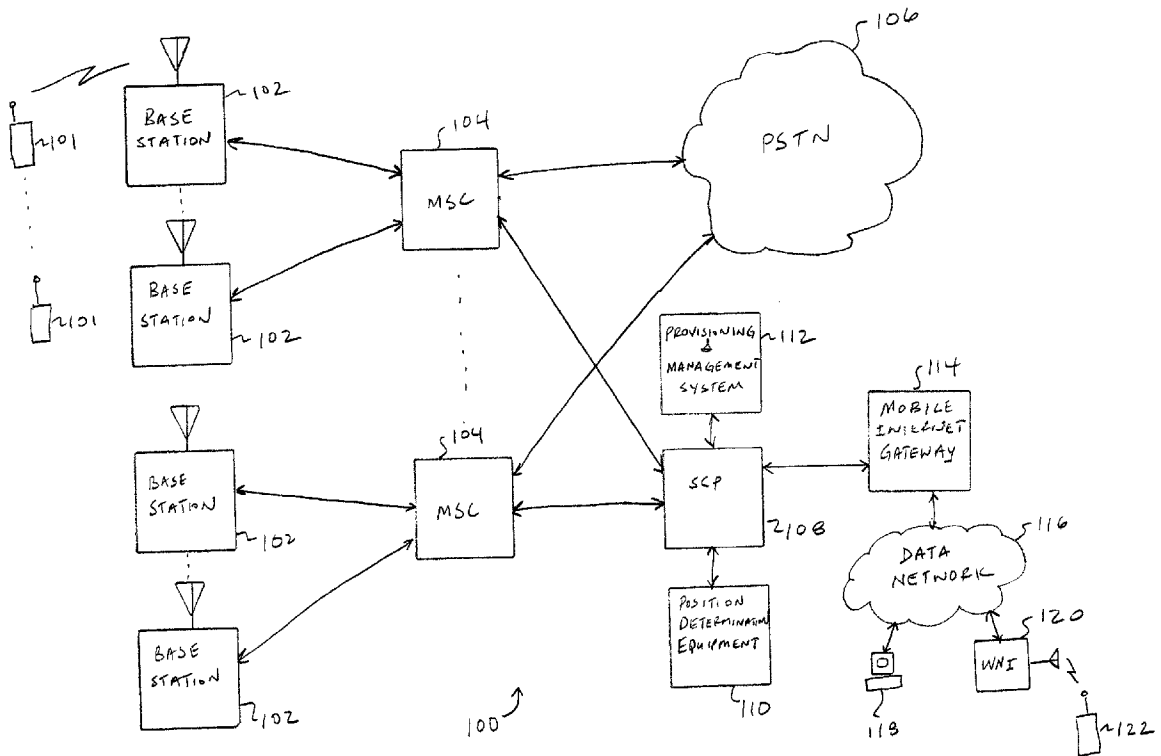 106
102
BASE
STATION
101
104
MSC
PSTN
BASE
STATION
101
102
PROVISIONING
&
MANAGEMENT
SYSTEM
112
114
MOBILE
INTERNET
GATEWAY
104
BASE
STATION
102
MSC
SCP
108
116
DATA
NETWORK
POSITION
DETERMINATION
EQUIPMENT
110
BASE
STATION
102
100
120
WNI
118
122